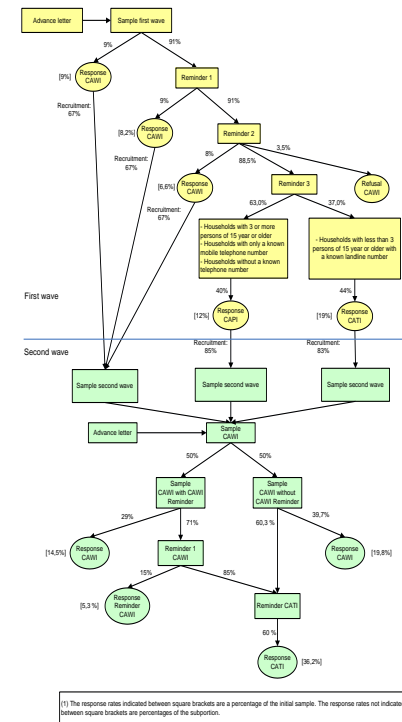 Advance letter
Sample first wave
9%
91%
[9%]
Response
CAWI
Reminder 1
Recruitment:
67%
9%
91%
[8,2%]
Response
CAWI
Reminder 2
Recruitment:
67%
8%
88,5%
3,5%
[6,6%]
Response
CAWI
Reminder 3
Refusal
CAWI
Recruitment:
67%
63,0%
37,0%
- Households with 3 or more
persons of 15 year or older
- Households with only a known
mobile telephone number
- Households without a known
telephone number
- Households with less than 3
persons of 15 year or older with
a known landline number
First wave
40%
44%
[12%]
Response
CAPI
[19%]
Response
CATI
Second wave
Recruitment:
85%
Recruitment:
83%
Sample second wave
Sample second wave
Sample second wave
Advance letter
Sample
CAWI
50%
50%
Sample
CAWI with CAWI
Reminder
Sample
CAWI without
CAWI Reminder
29%
71%
60,3 %
39,7%
[14,5%]
Response
CAWI
Reminder 1
CAWI
Response
CAWI
[19,8%]
15%
85%
[5,3 %]
Response
Reminder
CAWI
Reminder CATI
60 %
Response
CATI
[36,2%]
(1) The response rates indicated between square brackets are a percentage of the initial sample. The response rates not indicate
between square brackets are percentages of the subportion.